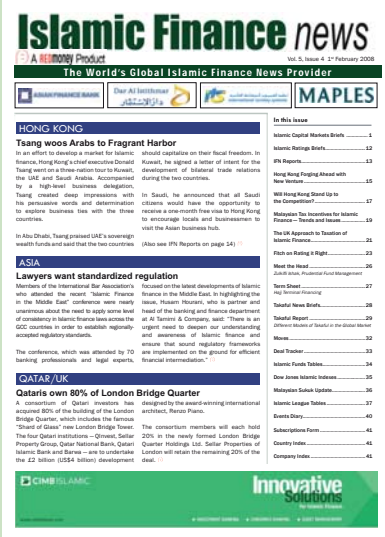 Islamic Finance news
A REDmoney Product
Vol. 5, Issue 4 1st February 2008
The World's Global Islamic Finance News Provider
ASIAN FINANCE BANK
Dar Al Istithmar
MAPLES
HONG KONG
Tsang woos Arabs to Fragrant Harbor
In an effort to develop a market for Islamic
finance, Hong Kong's chief executive Donald
Tsang went on a three-nation tour to Kuwait,
the UAE and Saudi Arabia. Accompanied
by a high-level business delegation,
Tsang created deep impressions with
his persuasive words and determination
to explore business ties with the three
countries.
In Abu Dhabi, Tsang praised UAE's sovereign
wealth funds and said that the two countries
should capitalize on their fiscal freedom. In
Kuwait, he signed a letter of intent for the
development of bilateral trade relations
during the two countries.
In Saudi, he announced that all Saudi
citizens would have the opportunity to
receive a one-month free visa to Hong Kong
to encourage locals and businessmen to
visit the Asian business hub.
(Also see IFN Reports on page 14)
ASIA
Lawyers want standardized regulation
Members of the International Bar Association's
who attended the recent "Islamic Finance
in the Middle East" conference were nearly
unanimous about the need to apply some level
of consistency in Islamic finance laws across the
GCC countries in order to establish regionally-
accepted regulatory standards.
The conference, which was attended by 70
banking professionals and legal experts,
focused on the latest developments of Islamic
finance in the Middle East. In highlighting the
issue, Husam Hourani, who is partner and
head of the banking and finance department
at Al Tamimi & Company, said: "There is an
urgent need to deepen our understanding
and awareness of Islamic finance and
ensure that sound regulatory frameworks
are implemented on the ground for efficient
financial intermediation."
QATAR/UK
Qataris own 80% of London Bridge Quarter
A consortium of Qatari investors has
acquired 80% of the building of the London
Bridge Quarter, which includes the famous
"Shard of Glass" new London Bridge Tower.
The four Qatari institutions — QInvest, Sellar
Property Group, Qatar National Bank, Qatari
Islamic Bank and Barwa — are to undertake
the £2 billion (US$4 billion) development
designed by the award-winning international
architect, Renzo Piano.
The consortium members will each hold
20% in the newly formed London Bridge
Quarter Holdings Ltd. Sellar Properties of
London will retain the remaining 20% of the
deal.
In this issue
Islamic Capital Markets Briefs 1
Islamic Ratings Briefs 12
IFN Reports 13
Hong Kong Forging Ahead with
New Venture 15
Will Hong Kong Stand Up to
the Competition? 17
Malaysian Tax Incentives for Islamic
Finance — Trends and Issues 19
The UK Approach to Taxation of
Islamic Finance 21
Fitch on Rating it Right 23
Meet the Head 26
Zulkifli Ishak, Prudential Fund Management
Term Sheet 27
Hajj Terminal Financing
Takaful News Briefs 28
Takaful Report 29
Different Models of Takaful in the Global Market
Moves 32
Deal Tracker 33
Islamic Funds Tables 34
Dow Jones Islamic Indexes 35
Malaysian Sukuk Update 36
Islamic League Tables 37
Events Diary 40
Subscriptions Form 41
Country Index 41
Company Index 41
CIMB ISLAMIC
Innovative
Solutions
for Islamic Finance